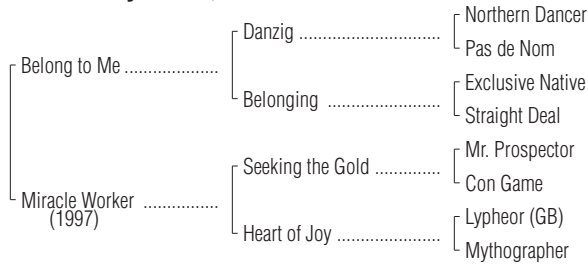 Northern Dancer
Danzig ..............................
Pas de Nom
Belong to Me ....................
Exclusive Native
Belonging ........................
Straight Deal
Mr. Prospector
Seeking the Gold ..............
Con Game
Miracle Worker ................
(1997)
Lypheor (GB)
Heart of Joy ......................
Mythographer